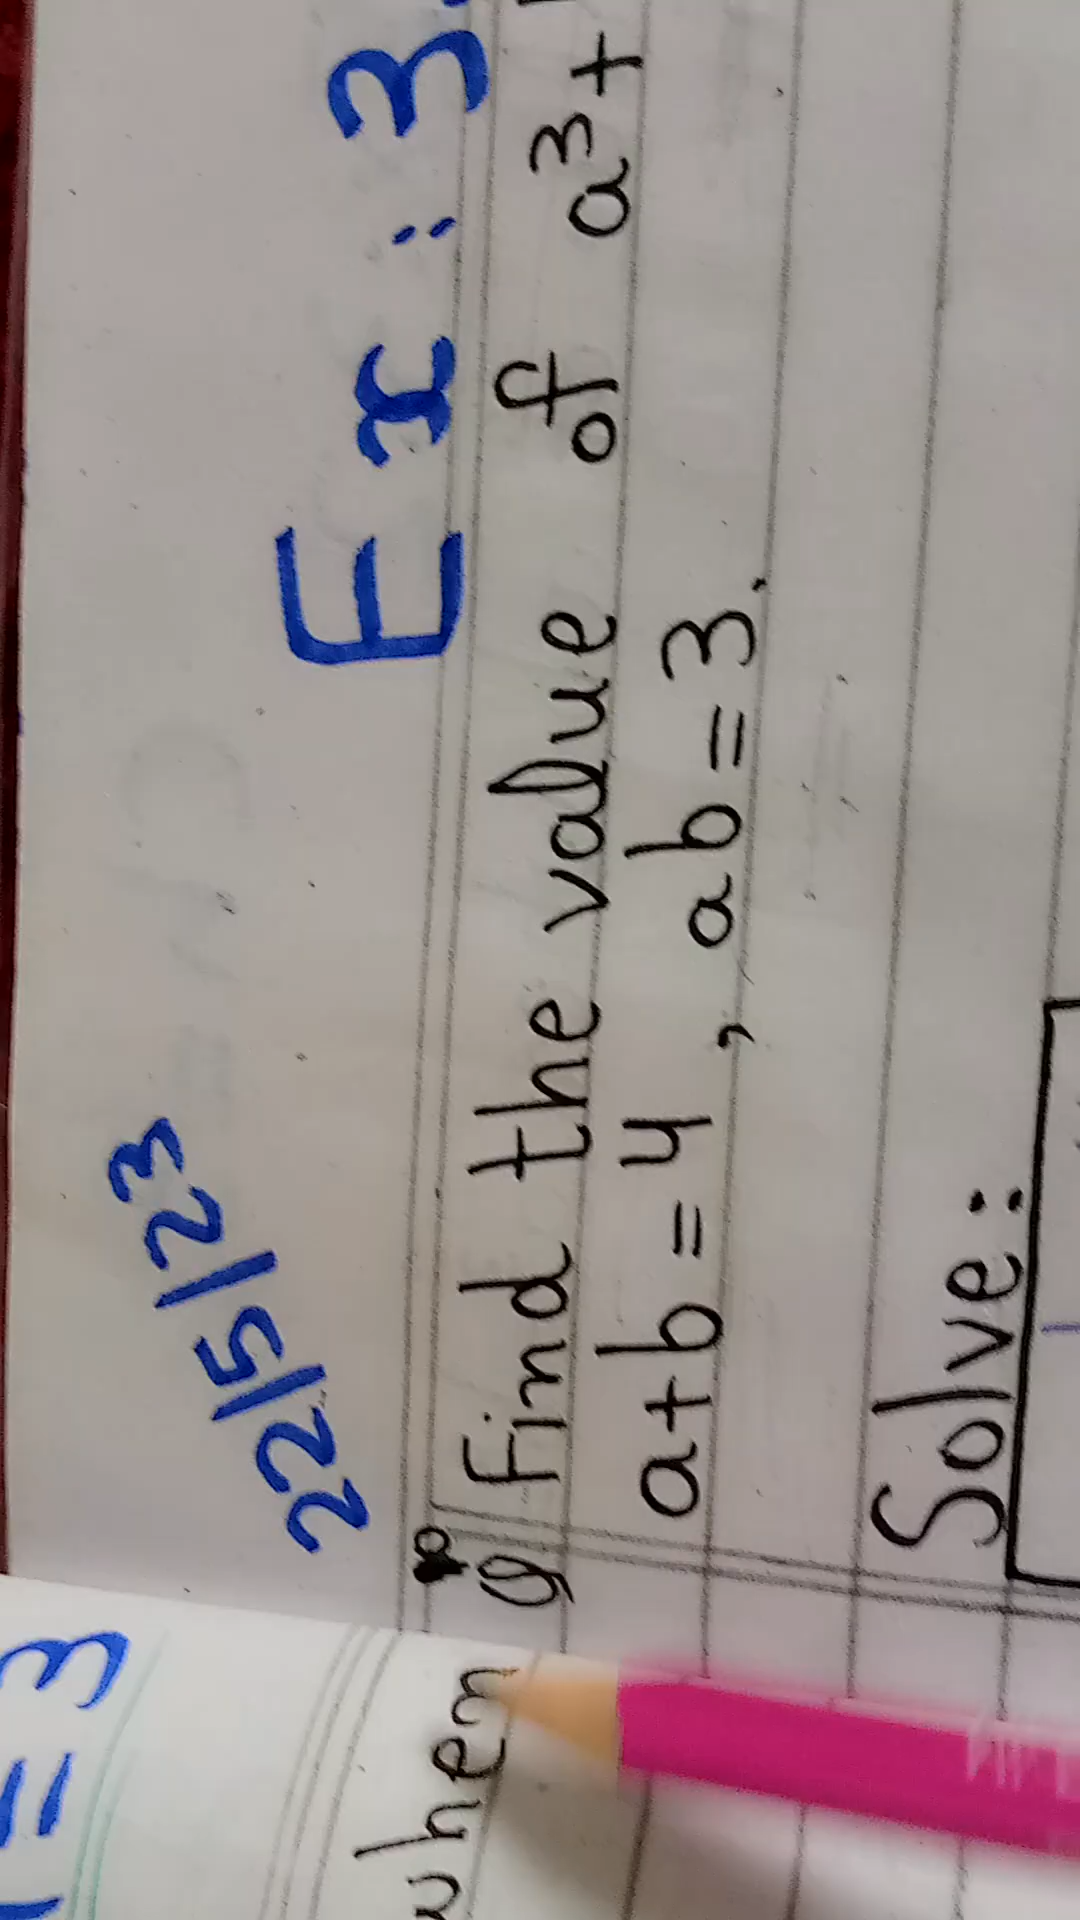 22/5/23
Ex: 3.
Q Find the value of a³+
a+b=4, ab=3.
Solve:
=3
when